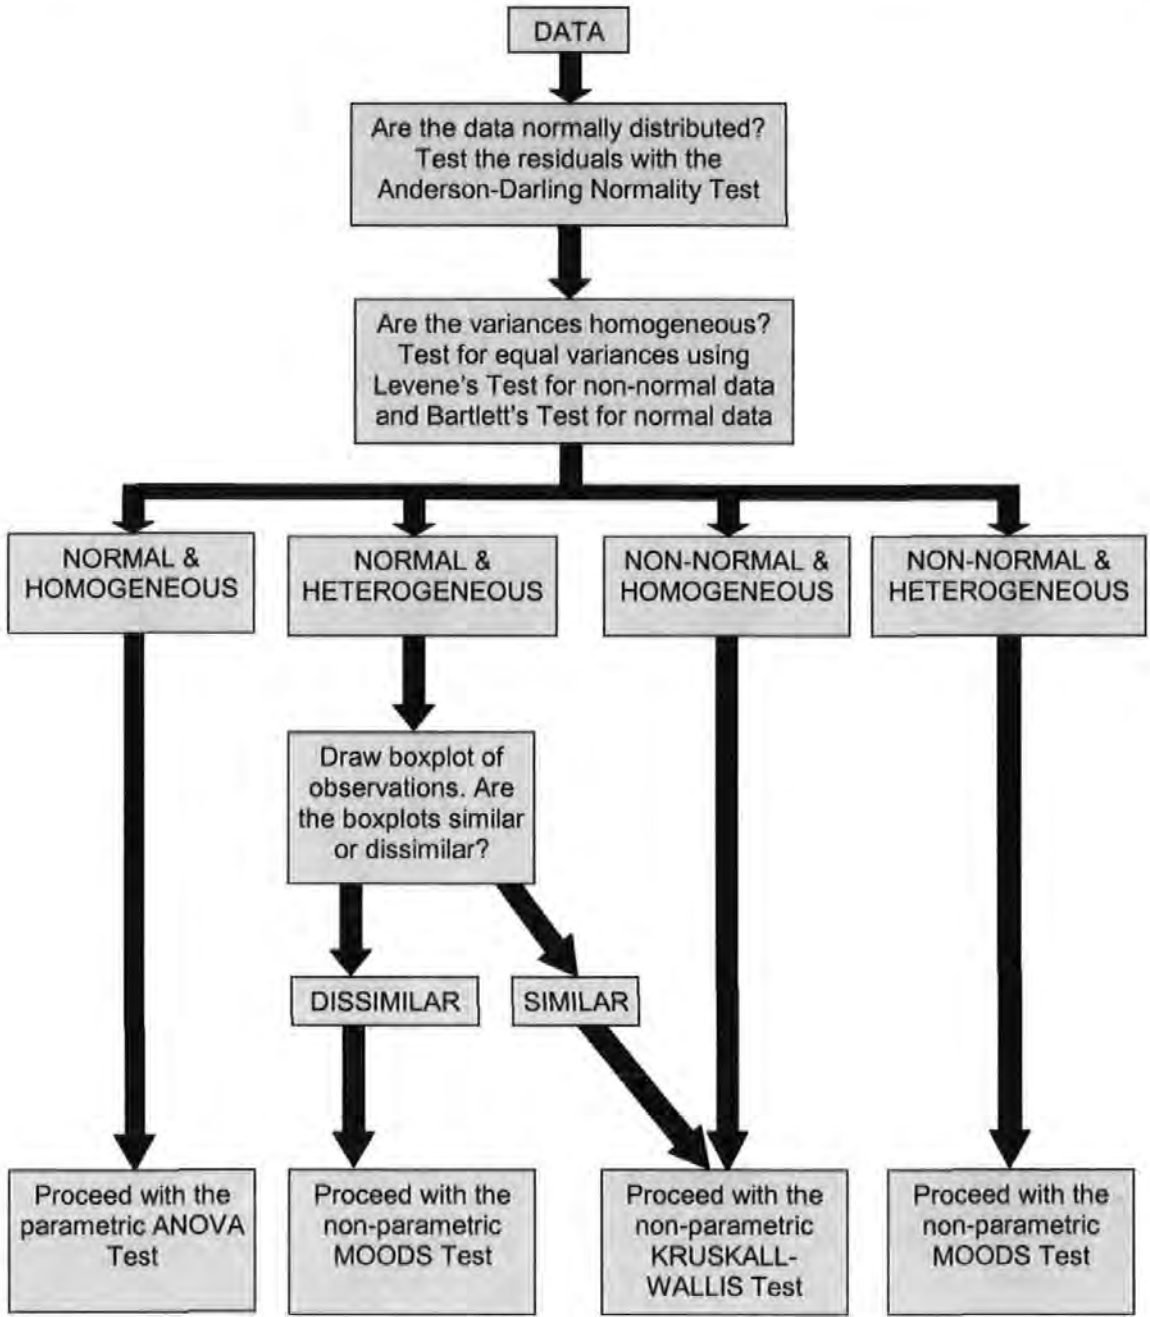 DATA
Are the data normally distributed?
Test the residuals with the
Anderson-Darling Normality Test
Are the variances homogeneous?
Test for equal variances using
Levene's Test for non-normal data
and Bartlett's Test for normal data
NORMAL &
HOMOGENEOUS
NORMAL &
HETEROGENEOUS
NON-NORMAL &
HOMOGENEOUS
NON-NORMAL &
HETEROGENEOUS
Draw boxplot of
observations. Are
the boxplots similar
or dissimilar?
DISSIMILAR
SIMILAR
Proceed with the
parametric ANOVA
Test
Proceed with the
non-parametric
MOODS Test
Proceed with the
non-parametric
KRUSKALL-
WALLIS Test
Proceed with the
non-parametric
MOODS Test